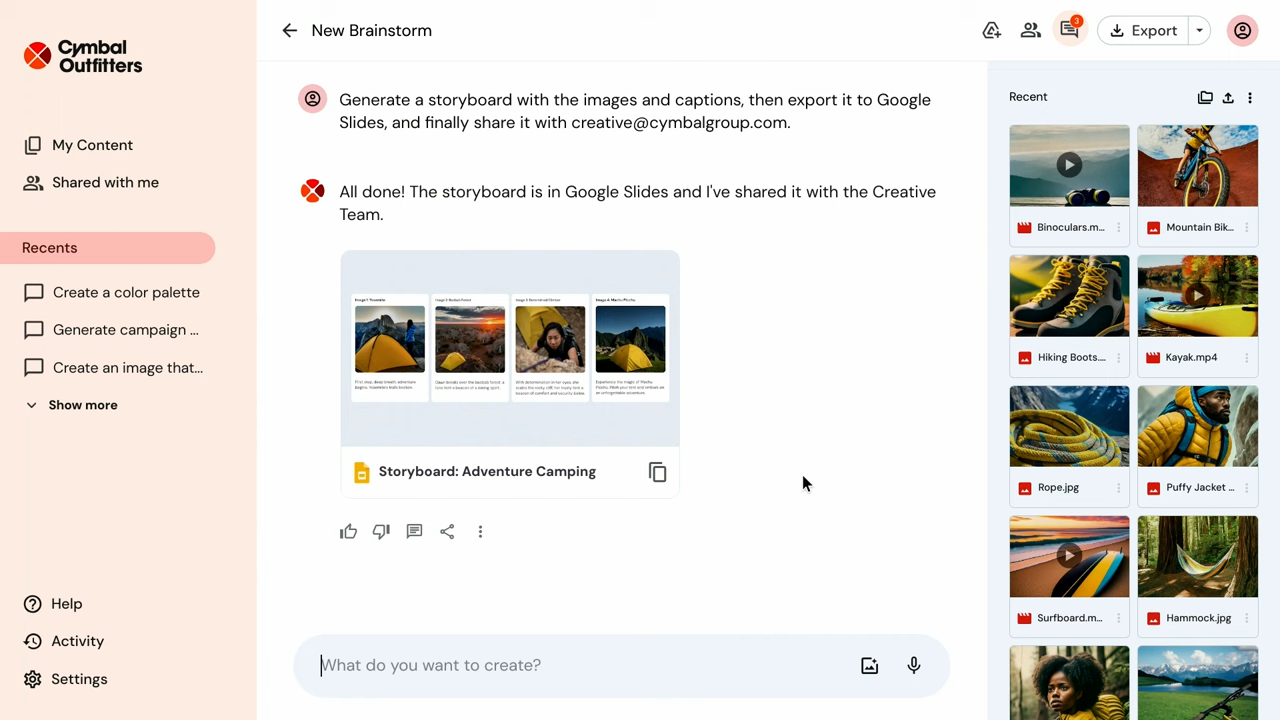 Cymbal
Outfitters
My Content
Shared with me
Recents
Create a color palette
Generate campaign ...
Create an image that...
Show more
Help
Activity
Settings
New Brainstorm
3
Export
Generate a storyboard with the images and captions, then export it to Google
Slides, and finally share it with creative@cymbalgroup.com.
All done! The storyboard is in Google Slides and I've shared it with the Creative
Team.
Storyboard: Adventure Camping
What do you want to create?
Recent
Binoculars.m...
Mountain Bik...
Hiking Boots....
Kayak.mp4
Rope.jpg
Puffy Jacket ...
Surfboard.m...
Hammock.jpg